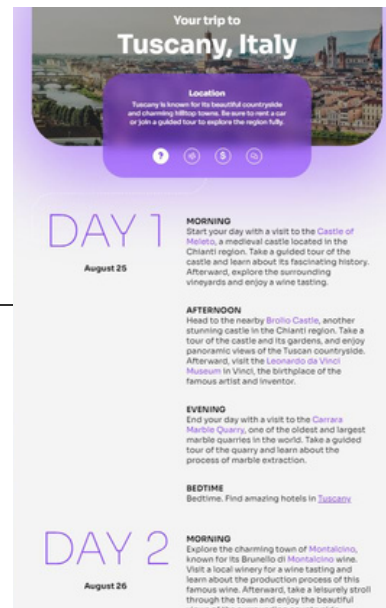 Your trip to
Tuscany, Italy
Location
Tuscany is known for its beautiful countryside
and charming hilltop towns. Be sure to rent a car
or join a guided tour to explore the region fully.
?
$
DAY 1
August 25
MORNING
Start your day with a visit to the Castle of
Meleto, a medieval castle located in the
Chianti region. Take a guided tour of the
castle and learn about its fascinating history.
Afterward, explore the surrounding
vineyards and enjoy a wine tasting.
AFTERNOON
Head to the nearby Brolio Castle, another
stunning castle in the Chianti region. Take a
tour of the castle and its gardens, and enjoy
panoramic views of the Tuscan countryside.
Afterward, visit the Leonardo da Vinci
Museum in Vinci, the birthplace of the
famous artist and inventor.
EVENING
End your day with a visit to the Carrara
Marble Quarry, one of the oldest and largest
marble quarries in the world. Take a guided
tour of the quarry and learn about the
process of marble extraction.
BEDTIME
Bedtime. Find amazing hotels in Tuscany
DAY 2
August 26
MORNING
Explore the charming town of Montalcino,
known for its Brunello di Montalcino wine.
Visit a local winery for a wine tasting and
learn about the production process of this
famous wine. Afterward, take a leisurely stroll
through the town and enjoy the beautiful